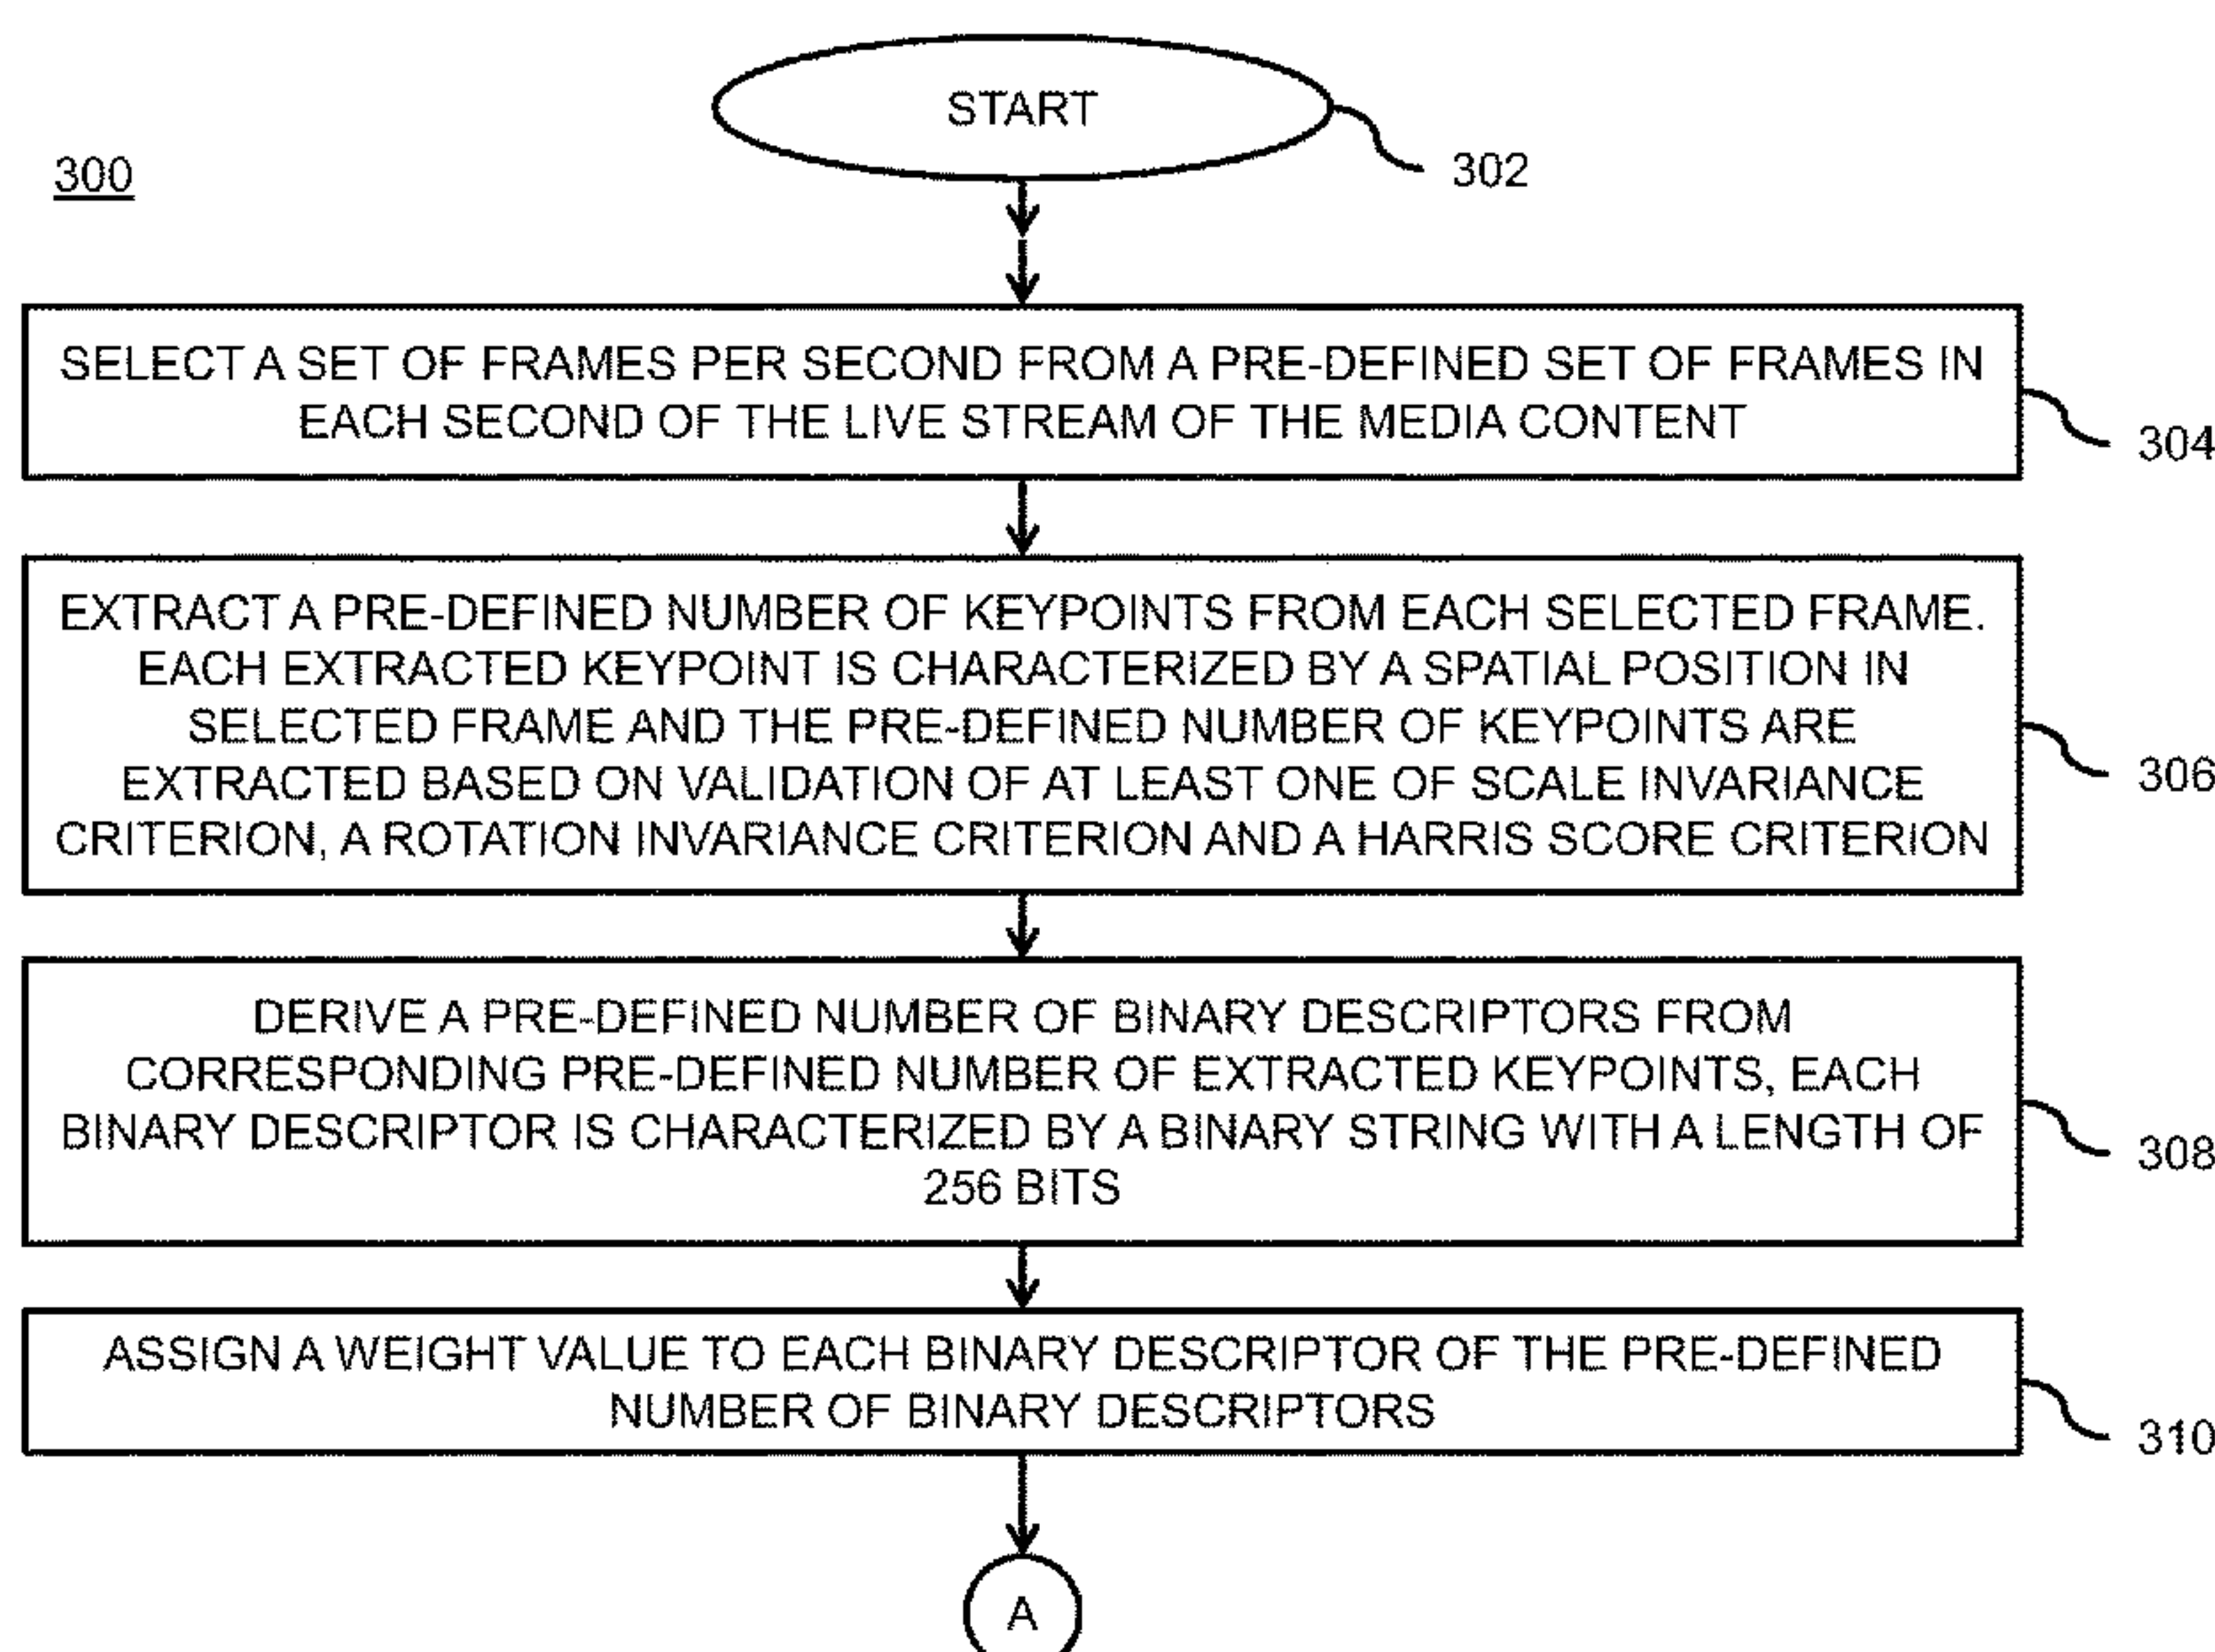 START
300
302
SELECT A SET OF FRAMES PER SECOND FROM A PRE-DEFINED SET OF FRAMES IN
EACH SECOND OF THE LIVE STREAM OF THE MEDIA CONTENT
304
EXTRACT A PRE-DEFINED NUMBER OF KEYPOINTS FROM EACH SELECTED FRAME.
EACH EXTRACTED KEYPOINT IS CHARACTERIZED BY A SPATIAL POSITION IN
SELECTED FRAME AND THE PRE-DEFINED NUMBER OF KEYPOINTS ARE
EXTRACTED BASED ON VALIDATION OF AT LEAST ONE OF SCALE INVARIANCE
CRITERION, A ROTATION INVARIANCE CRITERION AND A HARRIS SCORE CRITERION
306
DERIVE A PRE-DEFINED NUMBER OF BINARY DESCRIPTORS FROM
CORRESPONDING PRE-DEFINED NUMBER OF EXTRACTED KEYPOINTS, EACH
BINARY DESCRIPTOR IS CHARACTERIZED BY A BINARY STRING WITH A LENGTH OF
256 BITS
308
ASSIGN A WEIGHT VALUE TO EACH BINARY DESCRIPTOR OF THE PRE-DEFINED
NUMBER OF BINARY DESCRIPTORS
310
A